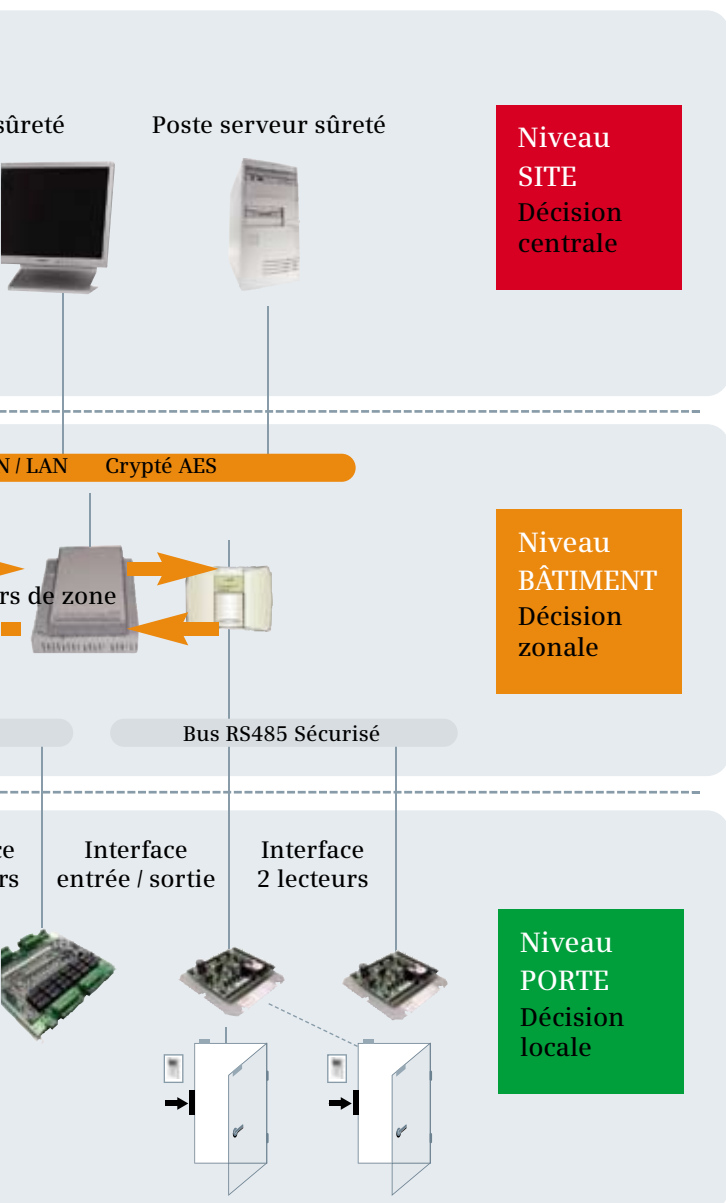 sûreté
Poste serveur sûreté
Niveau
SITE
Décision
centrale
N / LAN Crypté AES
Niveau
BÂTIMENT
Décision
zonale
rs de zone
Bus RS485 Sécurisé
ce
rs
Interface
entrée / sortie
Interface
2 lecteurs
Niveau
PORTE
Décision
locale